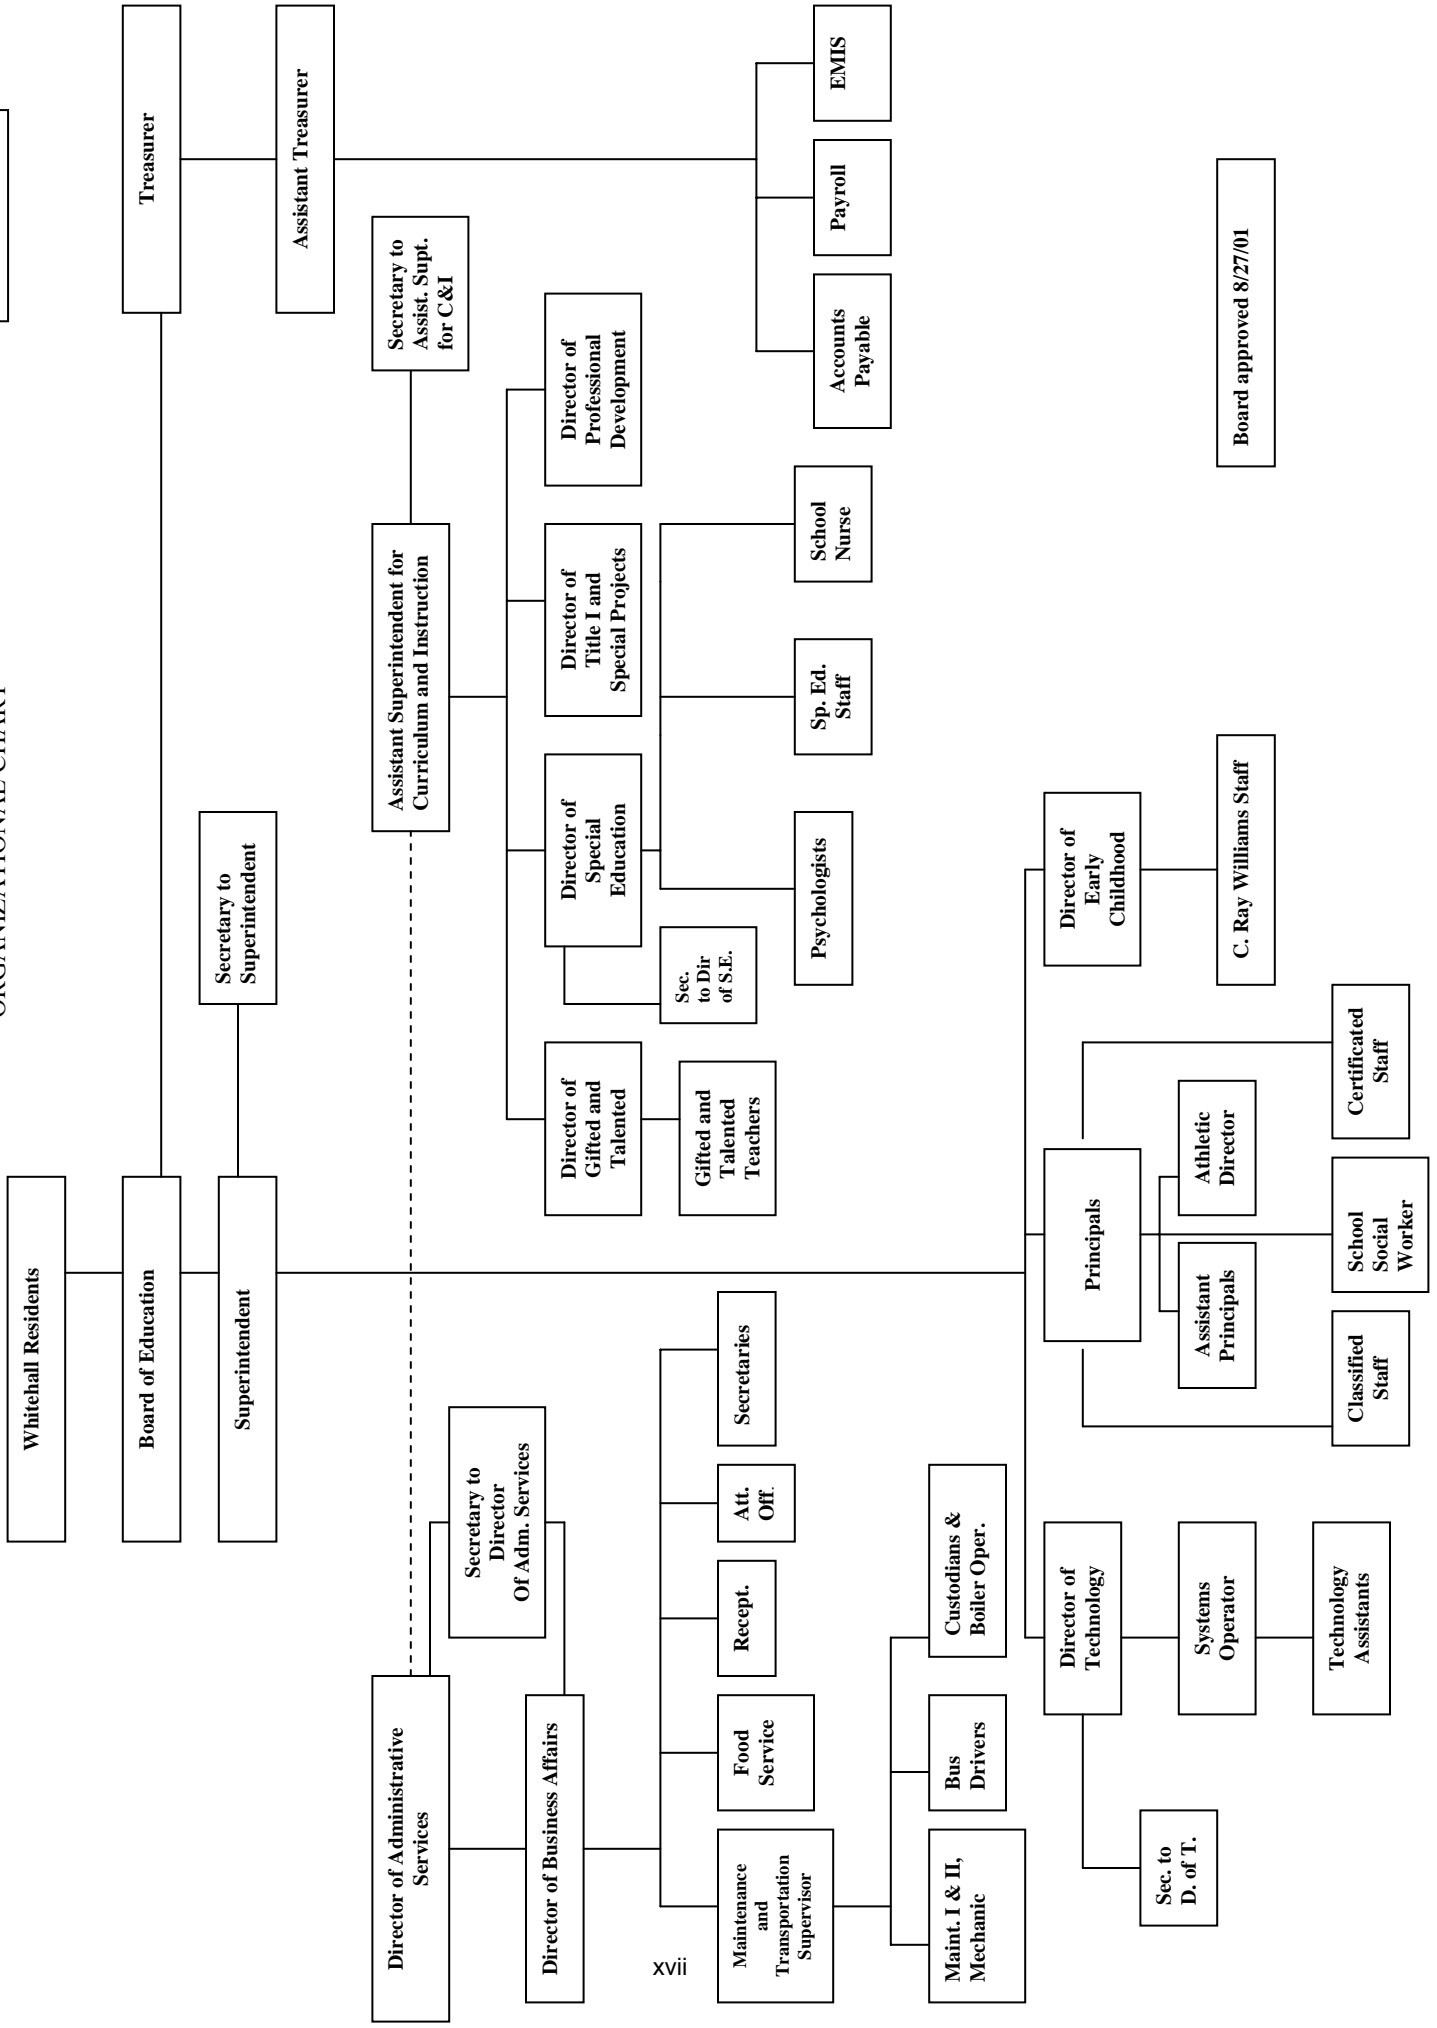 ORGANIZATIONAL CHART
Whitehall Residents
Board of Education
Treasurer
Superintendent
Secretary to
Superintendent
Assistant Treasurer
Director of Administrative
Services
Assistant Superintendent for
Curriculum and Instruction
Secretary to
Assist. Supt.
for C&I
Secretary to
Director
Of Adm. Services
Director of Business Affairs
Director of
Gifted and
Talented
Director of
Special
Education
Director of
Title I and
Special Projects
Director of
Professional
Development
Sec.
to Dir
of S.E.
Gifted and
Talented
Teachers
Maintenance
and
Transportation
Supervisor
Food
Service
Recept.
Att.
Off.
Secretaries
Psychologists
Sp. Ed.
Staff
School
Nurse
Accounts
Payable
Payroll
EMIS
Maint. I & II,
Mechanic
Bus
Drivers
Custodians &
Boiler Oper.
Director of
Technology
Principals
Director of
Early
Childhood
Sec. to
D. of T.
Systems
Operator
Assistant
Principals
Athletic
Director
C. Ray Williams Staff
Board approved 8/27/01
Technology
Assistants
Classified
Staff
School
Social
Worker
Certificated
Staff
xvii